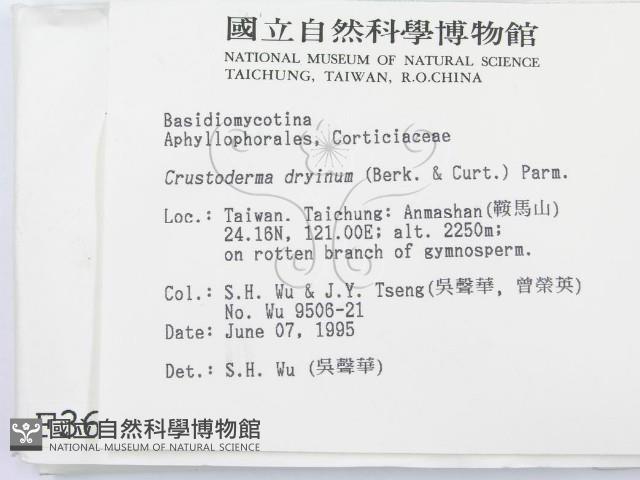 國立自然科學博物館
NATIONAL MUSEUM OF NATURAL SCIENCE
TAICHUNG, TAIWAN, R.O.CHINA
Basidiomycotina
Aphyllophorales, Corticiaceae
Crustoderma dryinum (Berk. & Curt.) Parm.
Loc.: Taiwan. Taichung: Anmashan(鞍馬山)
24.16N, 121.00E; alt. 2250m;
on rotten branch of gymnosperm.
Col.: S.H. Wu & J.Y. Tseng(吳聲華, 曾榮英)
No. Wu 9506-21
Date: June 07, 1995
Det.: S.H. Wu (吳聲華)
國立自然科學博物館
NATIONAL MUSEUM OF NATURAL SCIENCE